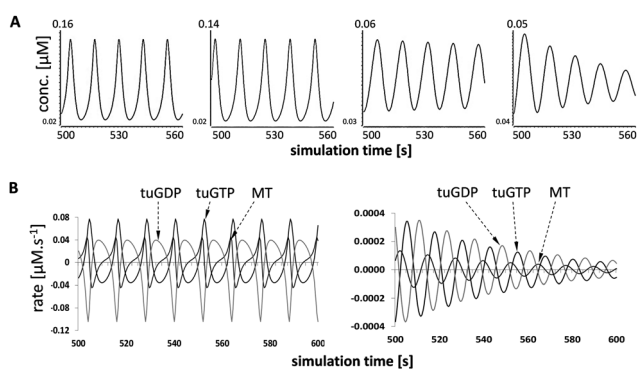 A
0.16
0.14
0.06
0.05
conc. [µM]
0.02
0.02
0.03
0.04
500 530 560
500 530 560
500 530 560
500 530 560
simulation time [s]
B
tuGDP tuGTP MT
tuGDP tuGTP MT
rate [µM.s⁻¹]
0.08
0.04
0
-0.04
-0.08
-0.12
500 520 540 560 580 600
0.0004
0.0002
0.0000
-0.0002
-0.0004
500 520 540 560 580 600
simulation time [s]